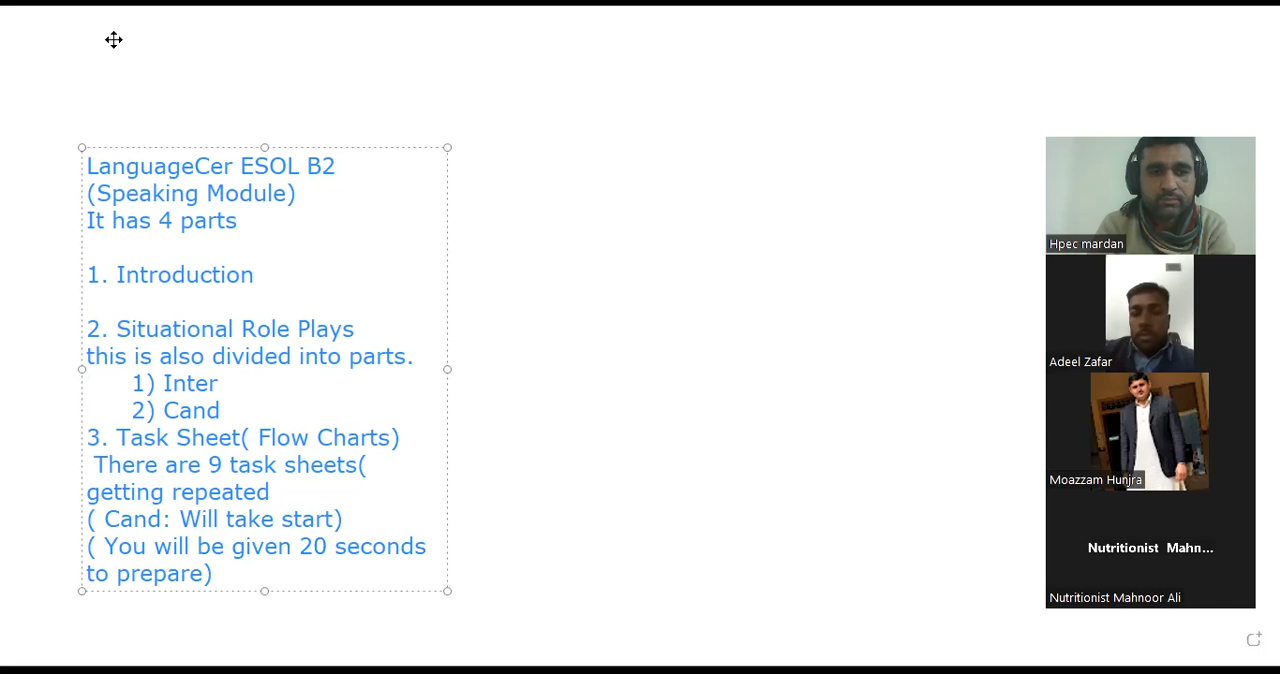 LanguageCer ESOL B2
(Speaking Module)
It has 4 parts
1. Introduction
2. Situational Role Plays
this is also divided into parts.
1) Inter
2) Cand
3. Task Sheet( Flow Charts)
There are 9 task sheets(
getting repeated
( Cand: Will take start)
( You will be given 20 seconds
to prepare)
Hpec mardan
Adeel Zafar
Moazzam Hunjra
Nutritionist Mahn...
Nutritionist Mahnoor Ali